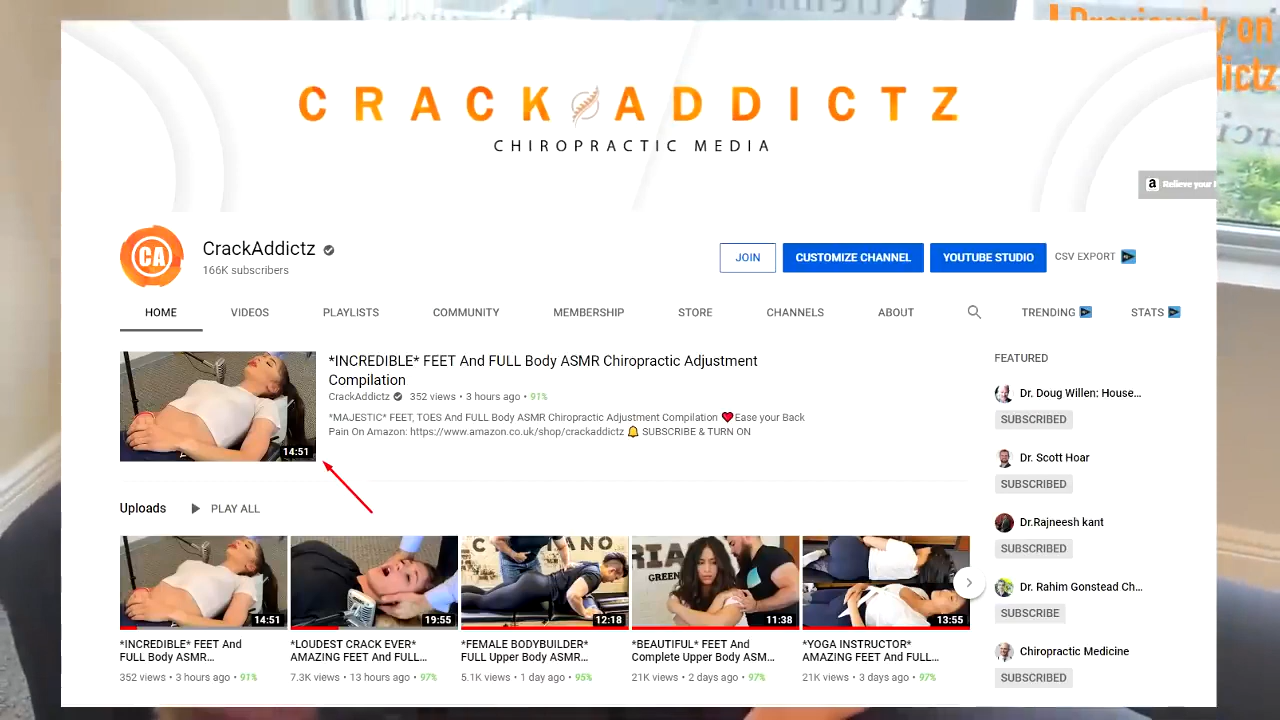 Previously on
ictz
CRACK ADDICTZ
CHIROPRACTIC MEDIA
a Relieve your
CA
CrackAddictz
166K subscribers
JOIN
CUSTOMIZE CHANNEL
YOUTUBE STUDIO
CSV EXPORT
HOME
VIDEOS
PLAYLISTS
COMMUNITY
MEMBERSHIP
STORE
CHANNELS
ABOUT
TRENDING
STATS
14:51
*INCREDIBLE* FEET And FULL Body ASMR Chiropractic Adjustment
Compilation
CrackAddictz 352 views • 3 hours ago • 91%
*MAJESTIC* FEET, TOES And FULL Body ASMR Chiropractic Adjustment Compilation ❤Ease your Back
Pain On Amazon: https://www.amazon.co.uk/shop/crackaddictz 🔔 SUBSCRIBE & TURN ON
Uploads
PLAY ALL
14:51
*INCREDIBLE* FEET And
FULL Body ASMR...
352 views • 3 hours ago • 91%
19:55
*LOUDEST CRACK EVER*
AMAZING FEET And FULL...
7.3K views • 13 hours ago • 97%
12:18
*FEMALE BODYBUILDER*
FULL Upper Body ASMR...
5.1K views • 1 day ago • 95%
GREEN
11:38
*BEAUTIFUL* FEET And
Complete Upper Body ASM...
21K views • 2 days ago • 97%
13:55
*YOGA INSTRUCTOR*
AMAZING FEET And FULL...
21K views • 3 days ago • 97%
FEATURED
Dr. Doug Willen: House...
SUBSCRIBED
Dr. Scott Hoar
SUBSCRIBED
Dr.Rajneesh kant
SUBSCRIBED
Dr. Rahim Gonstead Ch...
SUBSCRIBE
Chiropractic Medicine
SUBSCRIBED